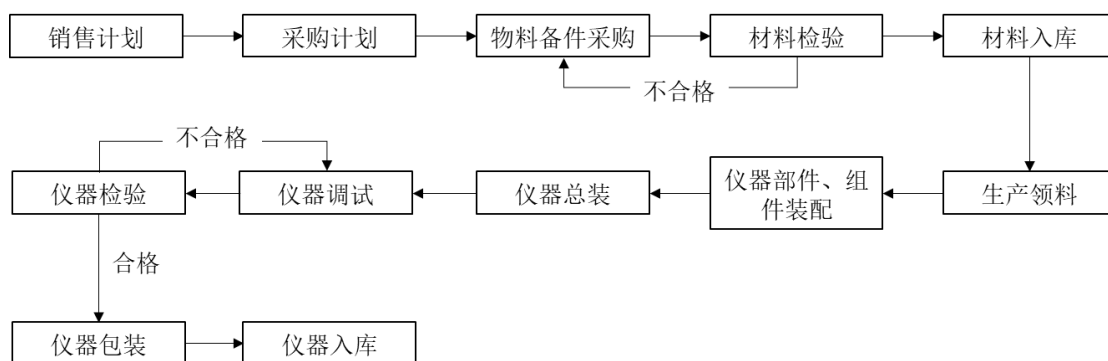 销售计划
采购计划
物料备件采购
材料检验
材料入库
不合格
不合格
仪器检验
仪器调试
仪器总装
仪器部件、组
件装配
生产领料
合格
仪器包装
仪器入库